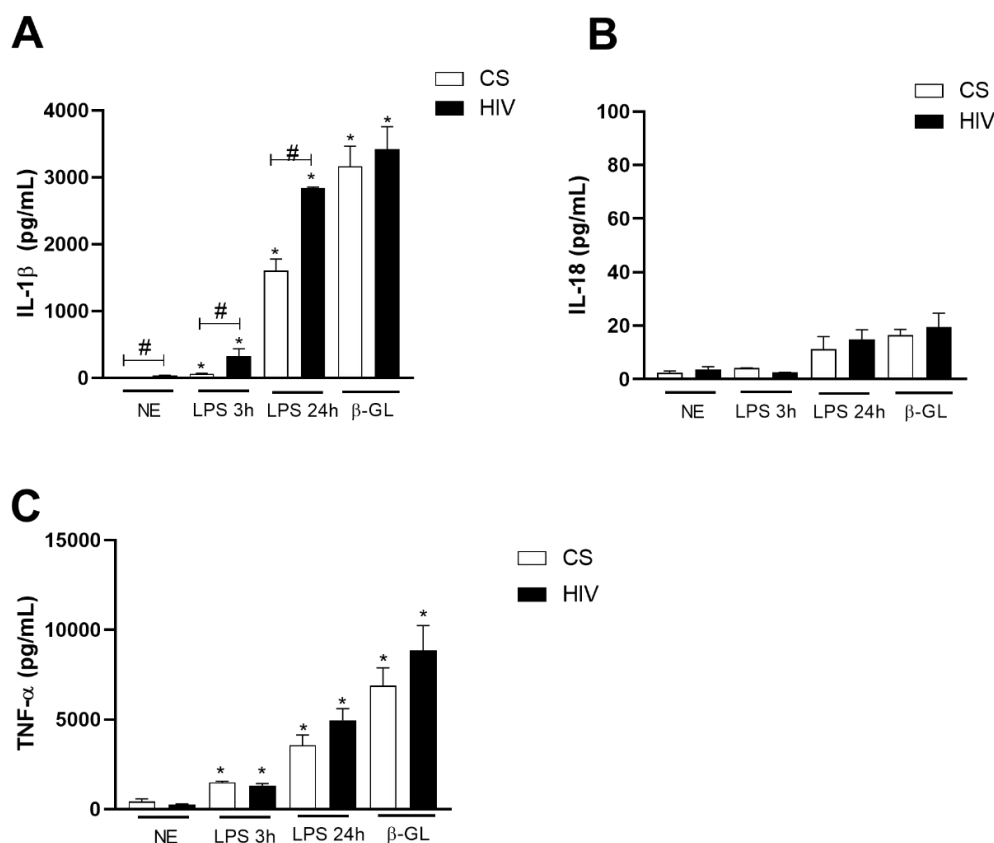 A
CS
HIV
4000
3000
2000
1000
0
IL-1β (pg/mL)
#
#
#
* * * * * *
NE LPS 3h LPS 24h β-GL
B
CS
HIV
100
80
60
40
20
0
IL-18 (pg/mL)
NE LPS 3h LPS 24h β-GL
C
CS
HIV
15000
10000
5000
0
TNF-α (pg/mL)
* * * * * *
NE LPS 3h LPS 24h β-GL